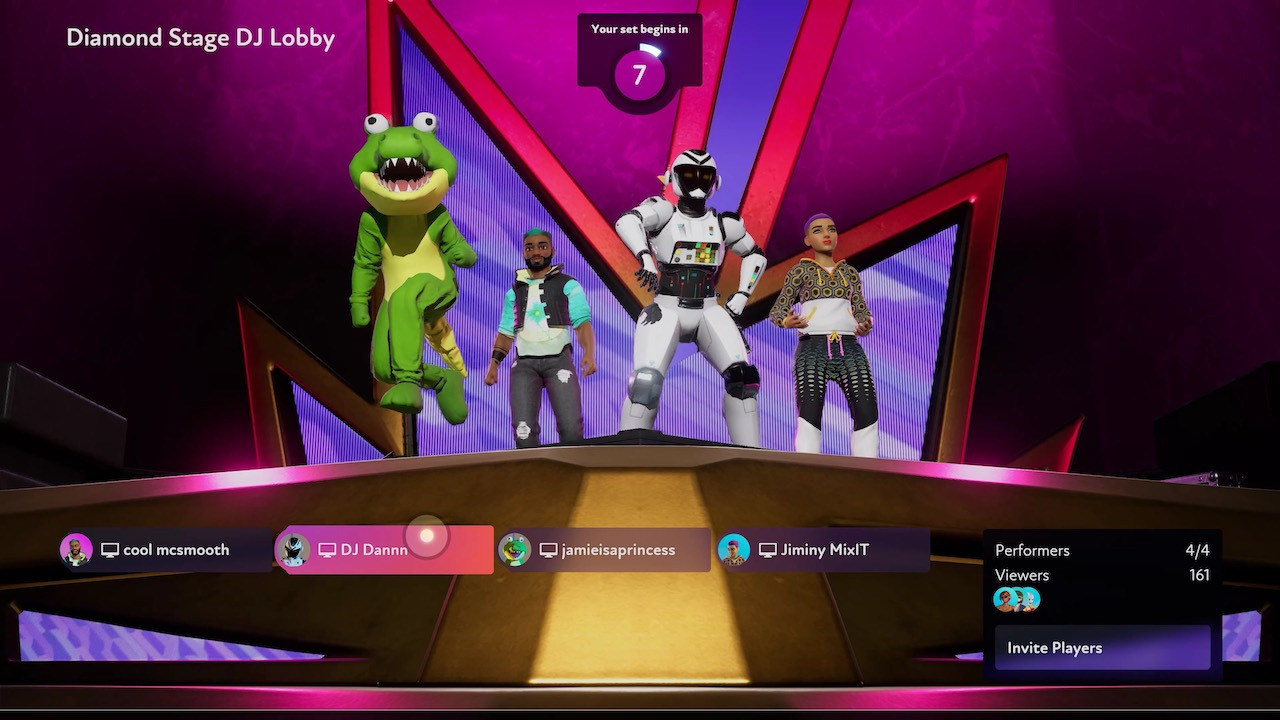 Diamond Stage DJ Lobby
Your set begins in
7
cool mcsmooth
DJ Dannn
jamieisaprincess
Jiminy MixIT
Performers 4/4
Viewers 161
Invite Players